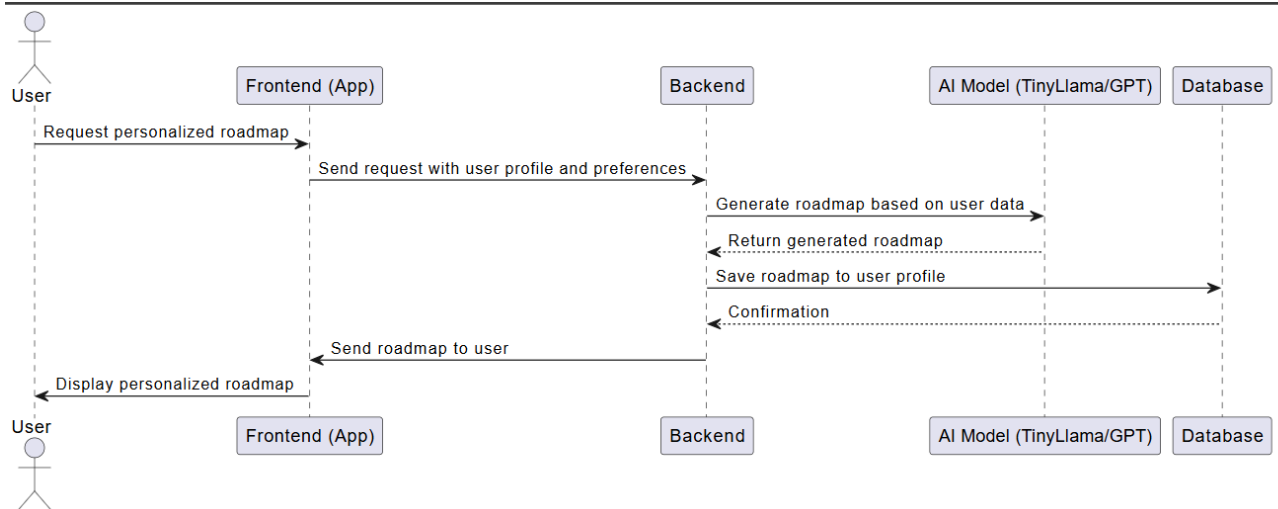 User
Frontend (App)
Backend
AI Model (TinyLlama/GPT)
Database
Request personalized roadmap
Send request with user profile and preferences
Generate roadmap based on user data
Return generated roadmap
Save roadmap to user profile
Confirmation
Send roadmap to user
Display personalized roadmap
User
Frontend (App)
Backend
AI Model (TinyLlama/GPT)
Database